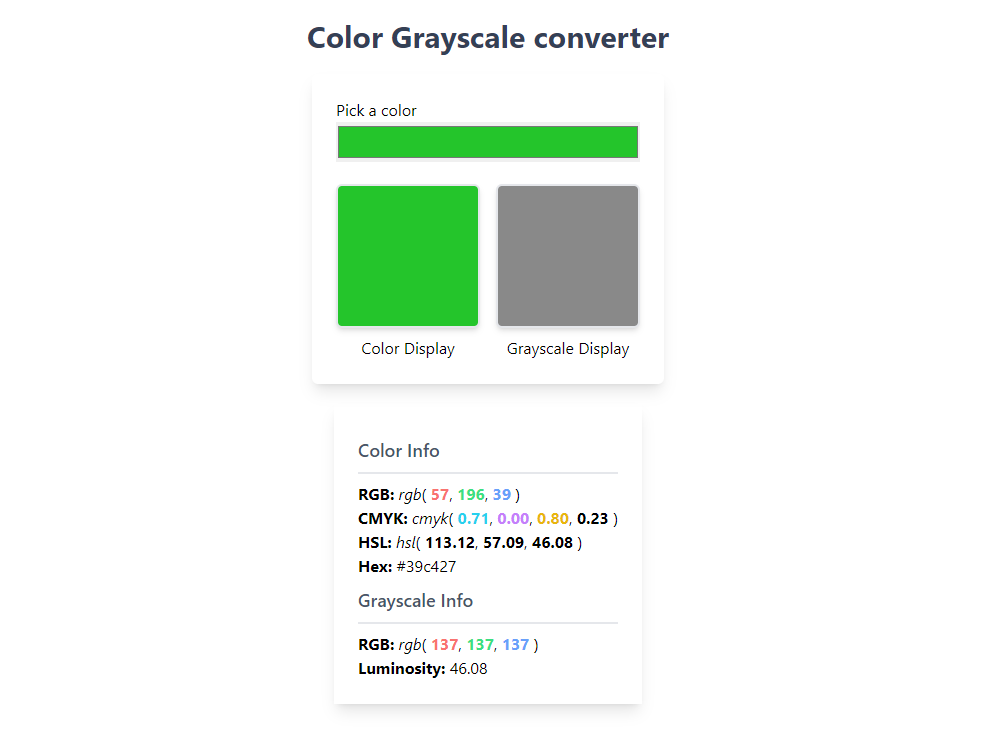 Color Grayscale converter
Pick a color
Color Display
Grayscale Display
Color Info
RGB: rgb( 57, 196, 39 )
CMYK: cmyk( 0.71, 0.00, 0.80, 0.23 )
HSL: hsl( 113.12, 57.09, 46.08 )
Hex: #39c427
Grayscale Info
RGB: rgb( 137, 137, 137 )
Luminosity: 46.08